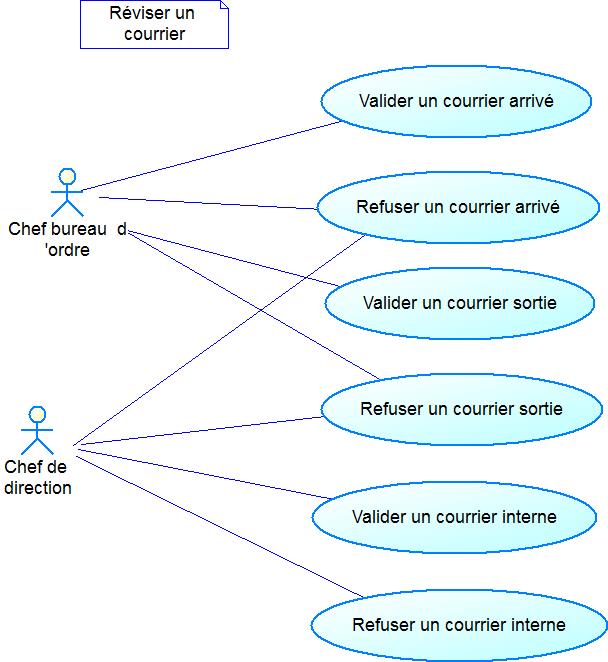 Réviser un
courrier
Valider un courrier arrivé
Refuser un courrier arrivé
Chef bureau  d
'ordre
Valider un courrier sortie
Refuser un courrier sortie
Chef de
direction
Valider un courrier interne
Refuser un courrier interne